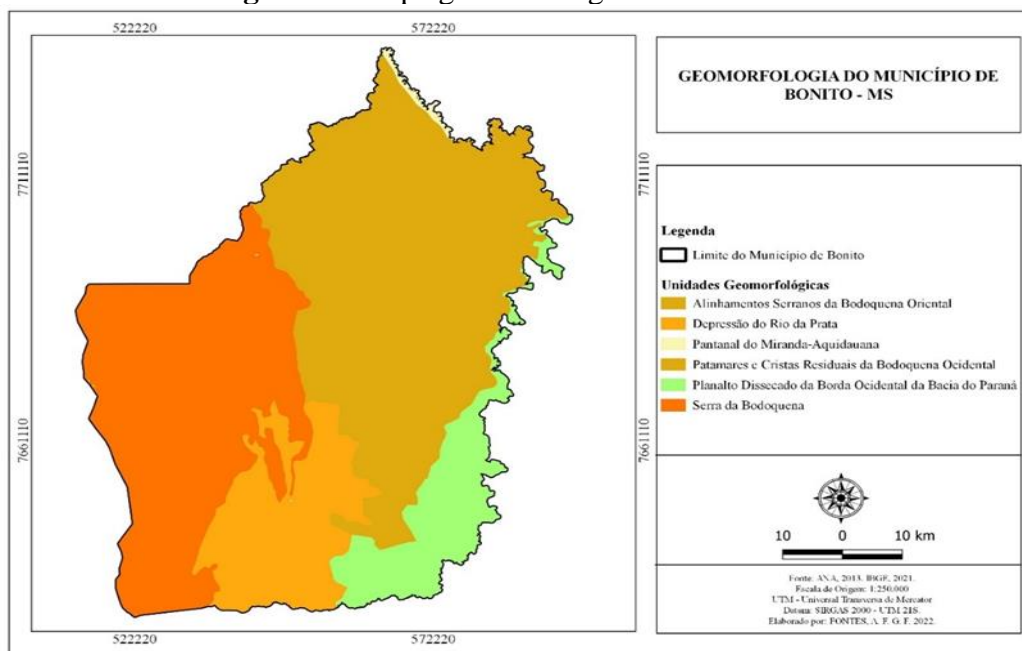 522220
572220
7711110
7661110
7711110
7661110
522220
572220
GEOMORFOLOGIA DO MUNICÍPIO DE
BONITO - MS
Legenda
Limite do Município de Bonito
Unidades Geomorfológicas
Alinhamentos Serranos da Bodoquena Oriental
Depressão do Rio da Prata
Pantanal do Miranda-Aquidauana
Patamares e Cristas Residuais da Bodoquena Ocidental
Planalto Dissecado da Borda Ocidental da Bacia do Paraná
Serra da Bodoquena
10 0 10 km
Fonte: ANA, 2013. IBGE, 2021.
Escala de Origem: 1:250.000
UTM - Universal Transversa de Mercator
Datum: SIRGAS 2000 - UTM 21S.
Elaborado por: FONTES, A. F. G. F. 2022.